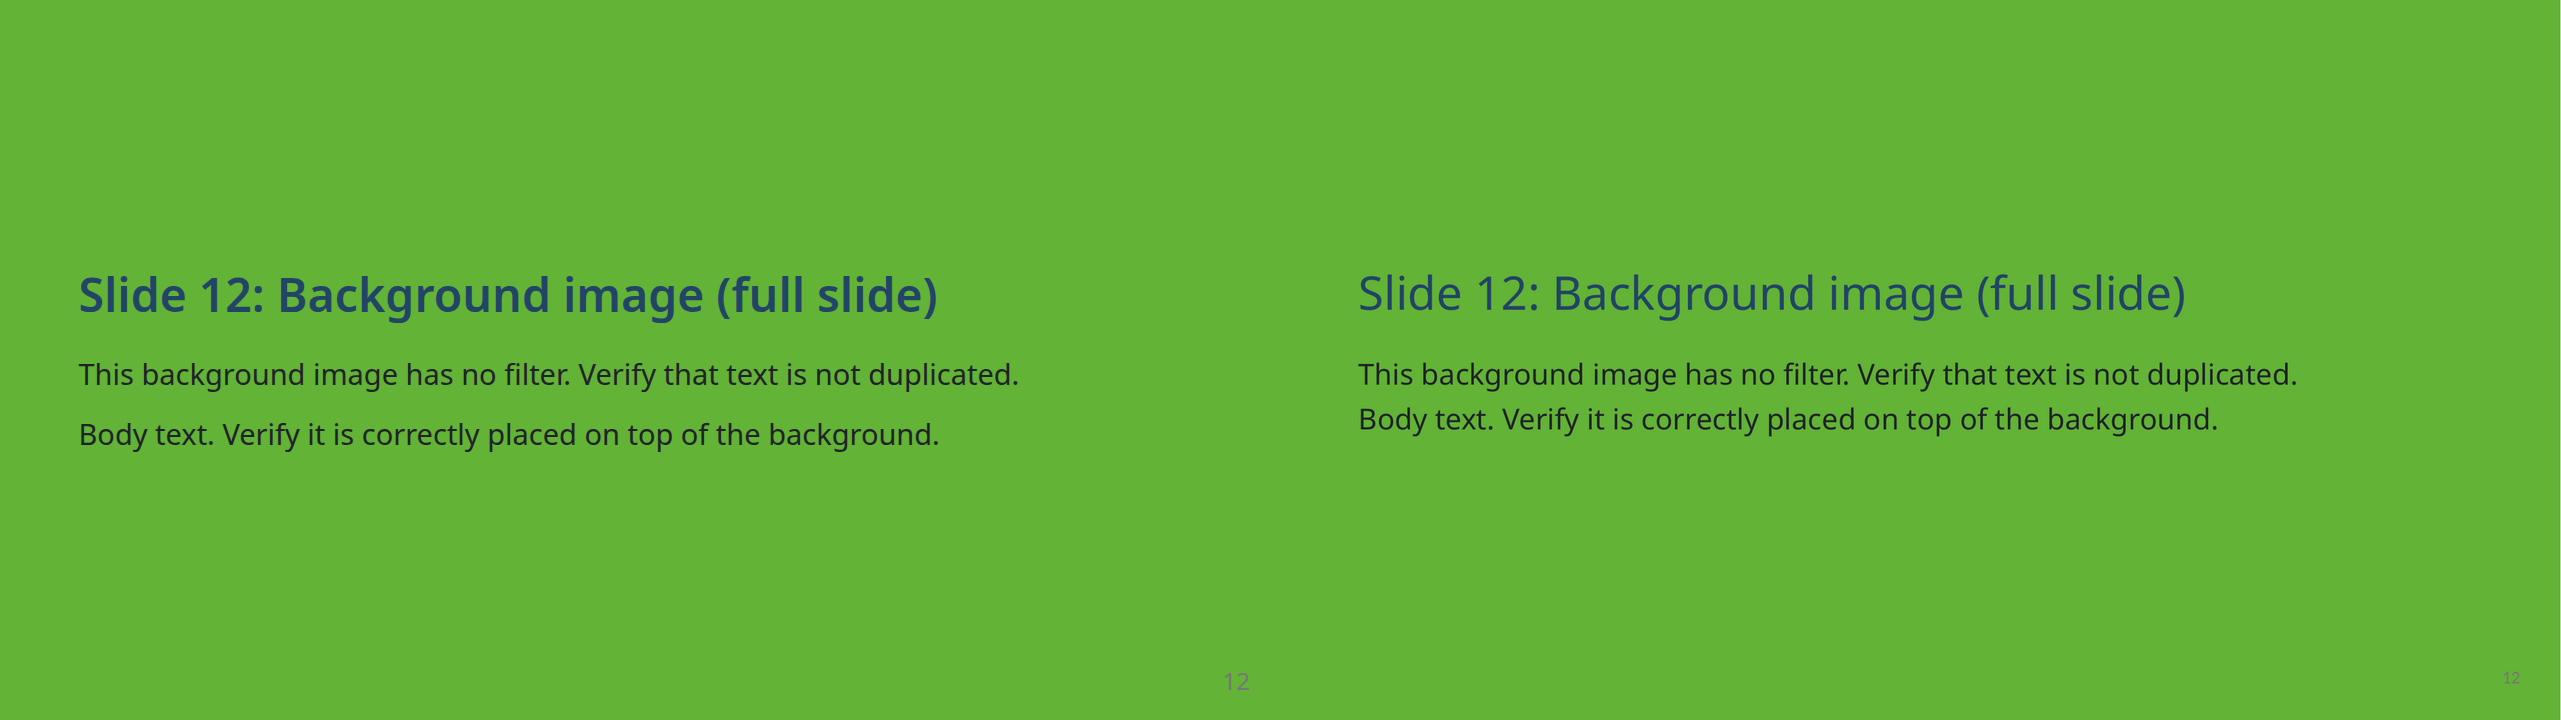 Slide 12: Background image (full slide)
This background image has no filter. Verify that text is not duplicated.
Body text. Verify it is correctly placed on top of the background.
12
Slide 12: Background image (full slide)
This background image has no filter. Verify that text is not duplicated.
Body text. Verify it is correctly placed on top of the background.
12